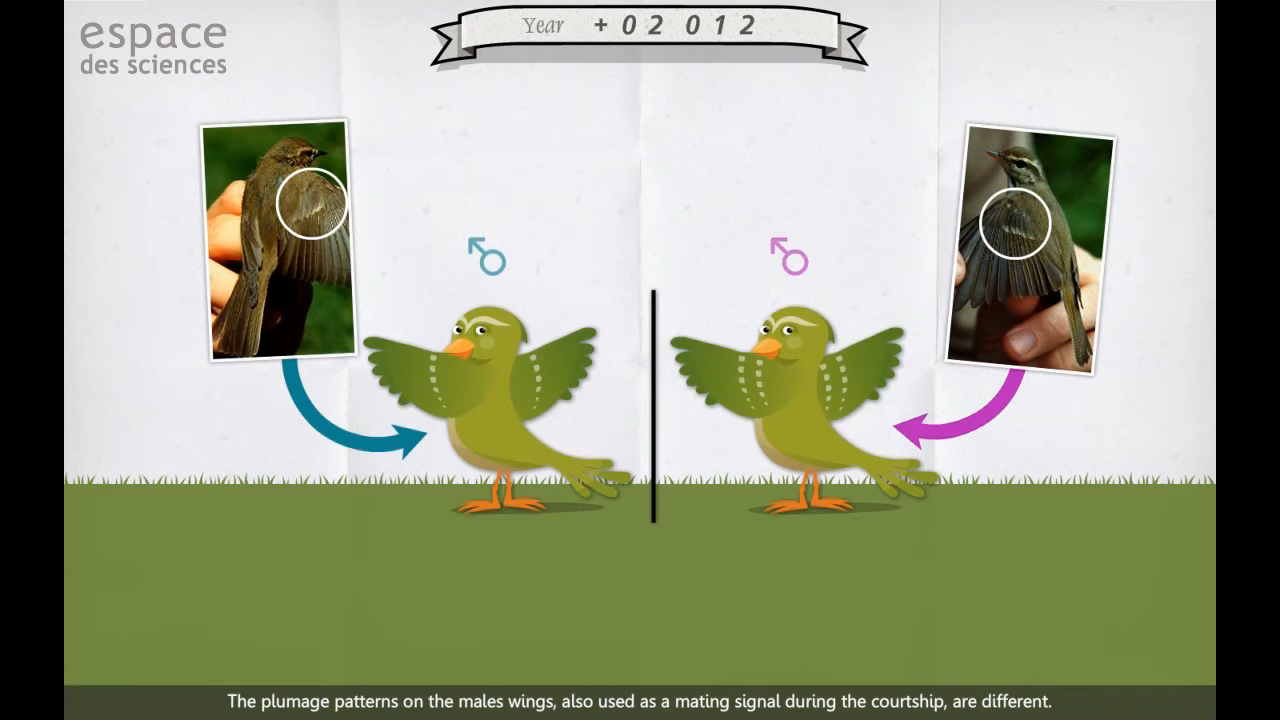 espace
des sciences
Year + 0 2 0 1 2
The plumage patterns on the males wings, also used as a mating signal during the courtship, are different.